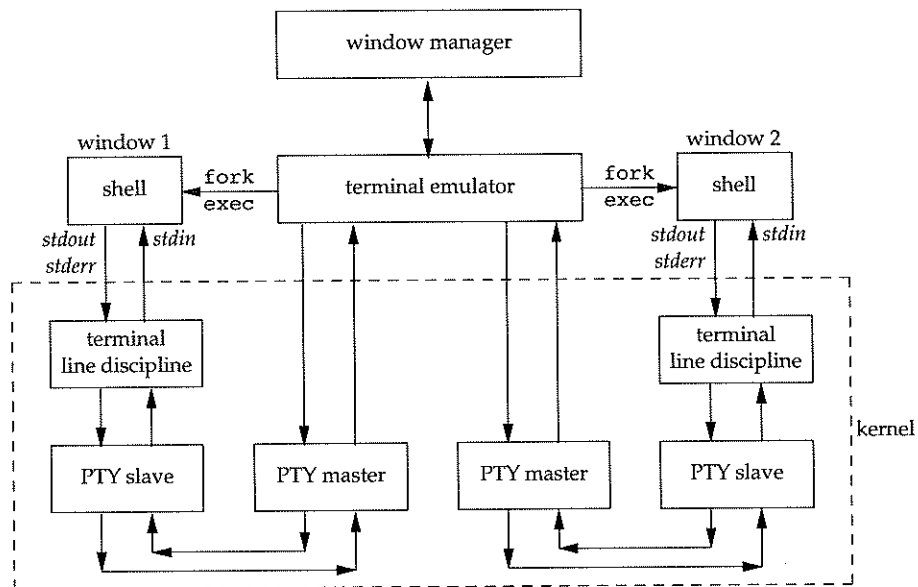 window manager
window 1
window 2
shell
fork
exec
terminal emulator
fork
exec
shell
stdout
stderr
stdin
stdout
stderr
stdin
terminal
line discipline
terminal
line discipline
kernel
PTY slave
PTY master
PTY master
PTY slave